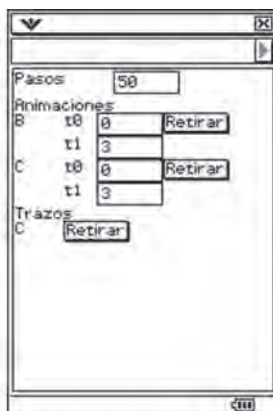 Pasos 50
Animaciones
B t0 0 Retirar
t1 3
C t0 0 Retirar
t1 3
Trazos
C Retirar